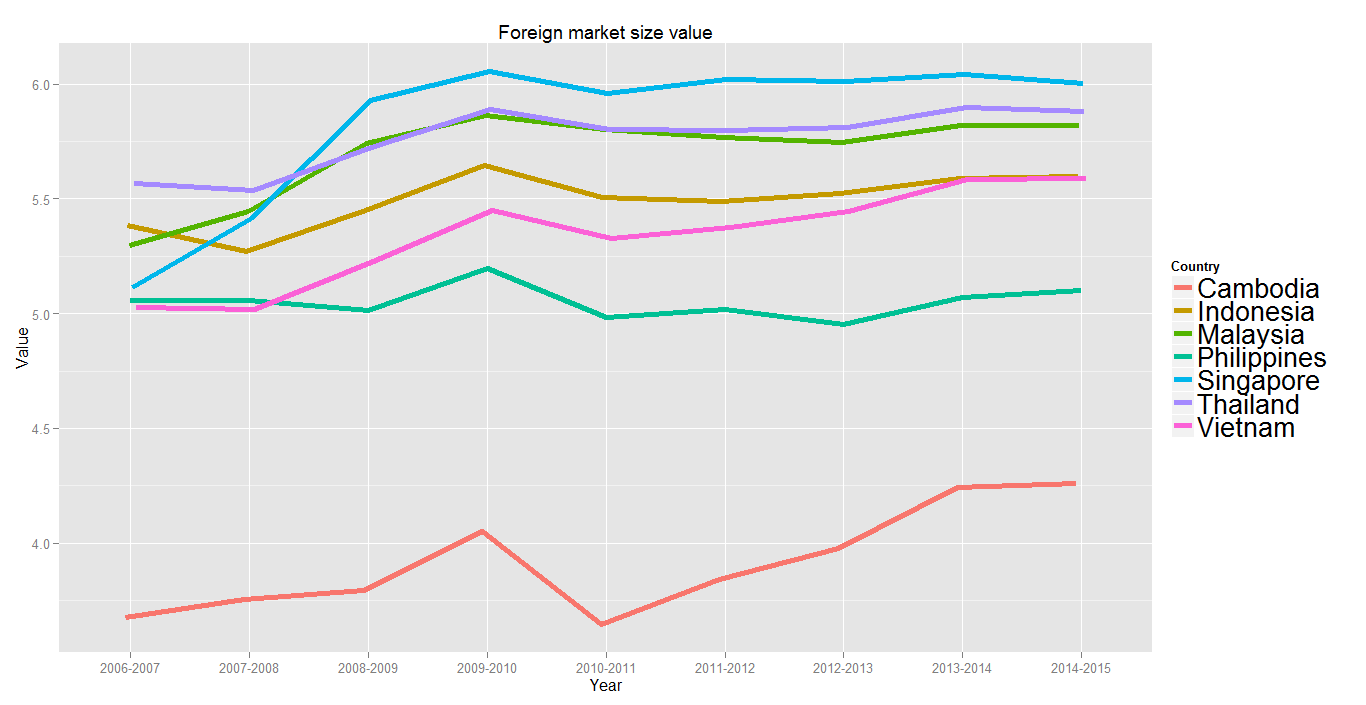 Foreign market size value
6.0
5.5
5.0
4.5
4.0
Value
2006-2007 2007-2008 2008-2009 2009-2010 2010-2011 2011-2012 2012-2013 2013-2014 2014-2015
Year
Country
Cambodia
Indonesia
Malaysia
Philippines
Singapore
Thailand
Vietnam